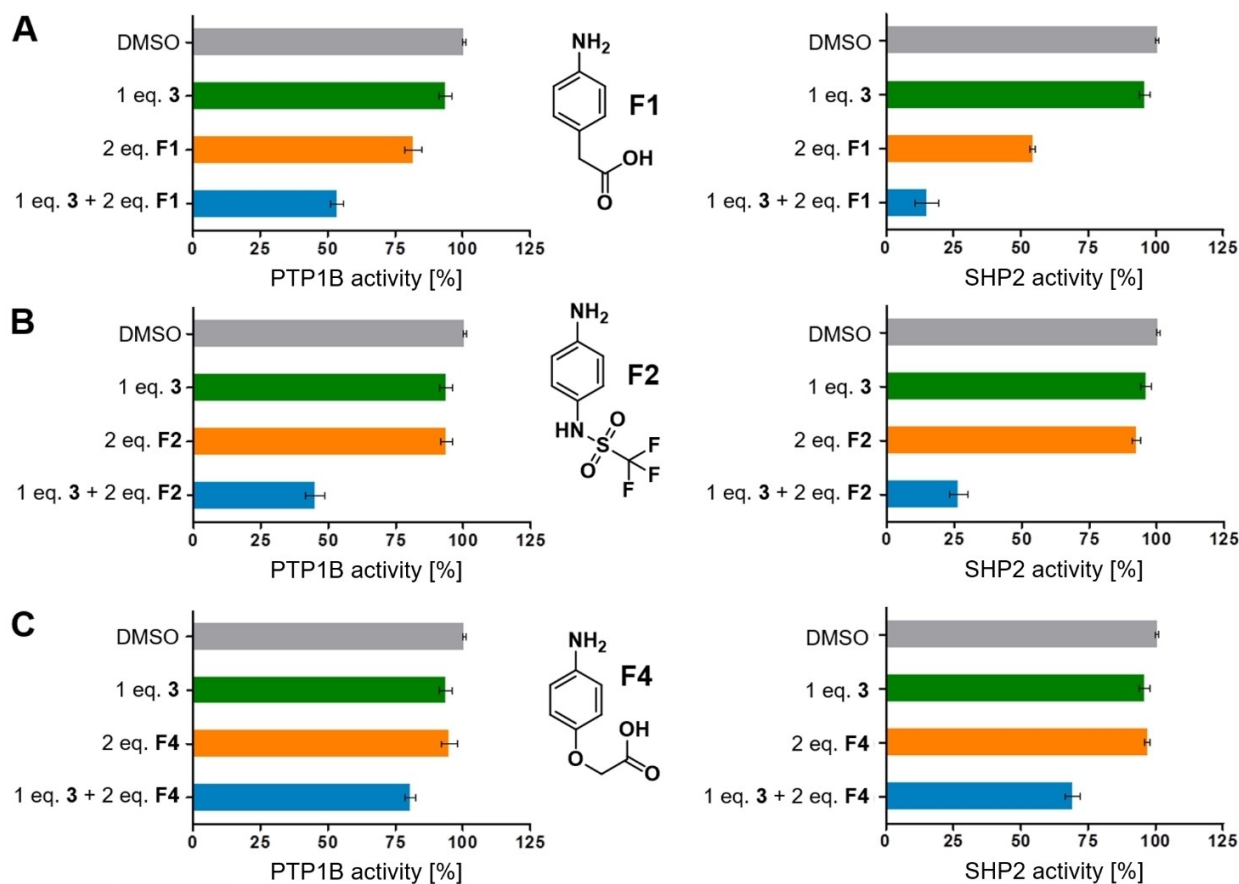 A
DMSO
1 eq. 3
2 eq. F1
1 eq. 3 + 2 eq. F1
0 25 50 75 100 125
PTP1B activity [%]
NH2
F1
OH
O
DMSO
1 eq. 3
2 eq. F1
1 eq. 3 + 2 eq. F1
0 25 50 75 100 125
SHP2 activity [%]
B
DMSO
1 eq. 3
2 eq. F2
1 eq. 3 + 2 eq. F2
0 25 50 75 100 125
PTP1B activity [%]
NH2
F2
HN O
S F
O F
F
DMSO
1 eq. 3
2 eq. F2
1 eq. 3 + 2 eq. F2
0 25 50 75 100 125
SHP2 activity [%]
C
DMSO
1 eq. 3
2 eq. F4
1 eq. 3 + 2 eq. F4
0 25 50 75 100 125
PTP1B activity [%]
NH2
F4
OH
O O
DMSO
1 eq. 3
2 eq. F4
1 eq. 3 + 2 eq. F4
0 25 50 75 100 125
SHP2 activity [%]